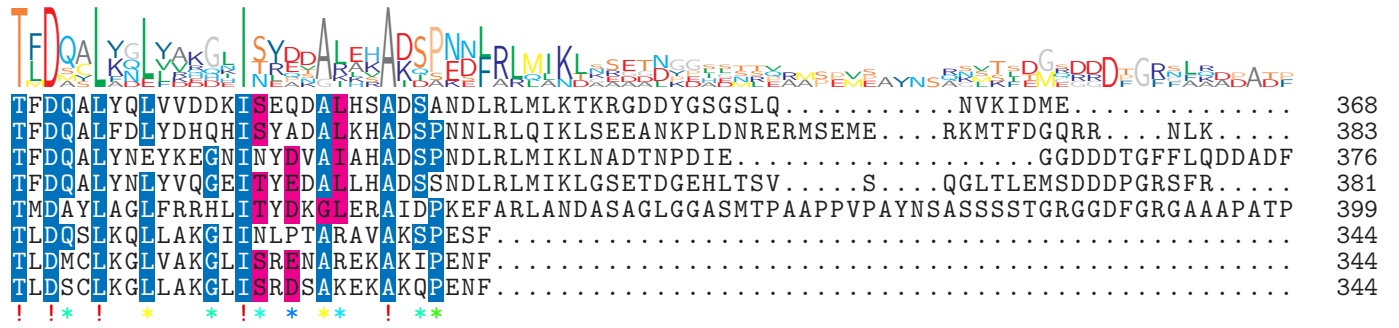 TFDQALYQLVVDDKISEQDALHSADSANDLRLMLKTKRGDDYGSGSLQ...........NVKIDME.............. 368
TFDQALFDLYDHQHISYADALKHADSPNNLRLQIKLSEEANKPLDNRERMSEME....RKMTFDGQRR....NLK..... 383
TFDQALYNEYKEGNINYDVAIAHADSPNDLRLMIKLNADTNPDIE...................GGDDDTGFFLQDDADF 376
TFDQALYNLYVQGEITYEDALLHADSSNDLRLMIKLGSETDGEHLTSV.....S....QGLTLEMSDDDPGRSFR..... 381
TMDAYLAGLFRRHLITYDKGLERAIDPKEFARLANDASAGLGGASMTPAAPPVPAYNSASSSSTGRGGDFGRGAAAPATP 399
TLDQSLKQLLAKGIINLPTARAVAKSPESF.................................................. 344
TLDMCLKGLVAKGLISRENAREKAKIPENF.................................................. 344
TLDSCLKGLLAKGLISRDSAKEKAKQPENF.................................................. 344
! !* !  *   * !* * **  ! **